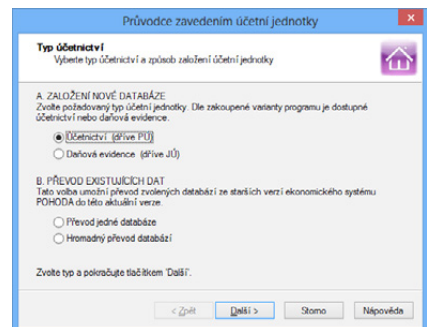 Průvodce zavedením účetní jednotky
Typ účetnictví
Vyberte typ účetnictví a způsob založení účetní jednotky
A. ZALOŽENÍ NOVÉ DATABÁZE
Zvolte požadovaný typ účetní jednotky. Dle zakoupené varianty programu je dostupné
účetnictví nebo daňová evidence.
Účetnictví (dříve PÚ)
Daňová evidence (dříve JÚ)
B. PŘEVOD EXISTUJÍCÍCH DAT
Tato volba umožní převod zvolených databází ze starších verzí ekonomického systému
POHODA do této aktuální verze.
Převod jedné databáze
Hromadný převod databází
Zvolte typ a pokračujte tlačítkem 'Další'.
< Zpět Další > Storno Nápověda